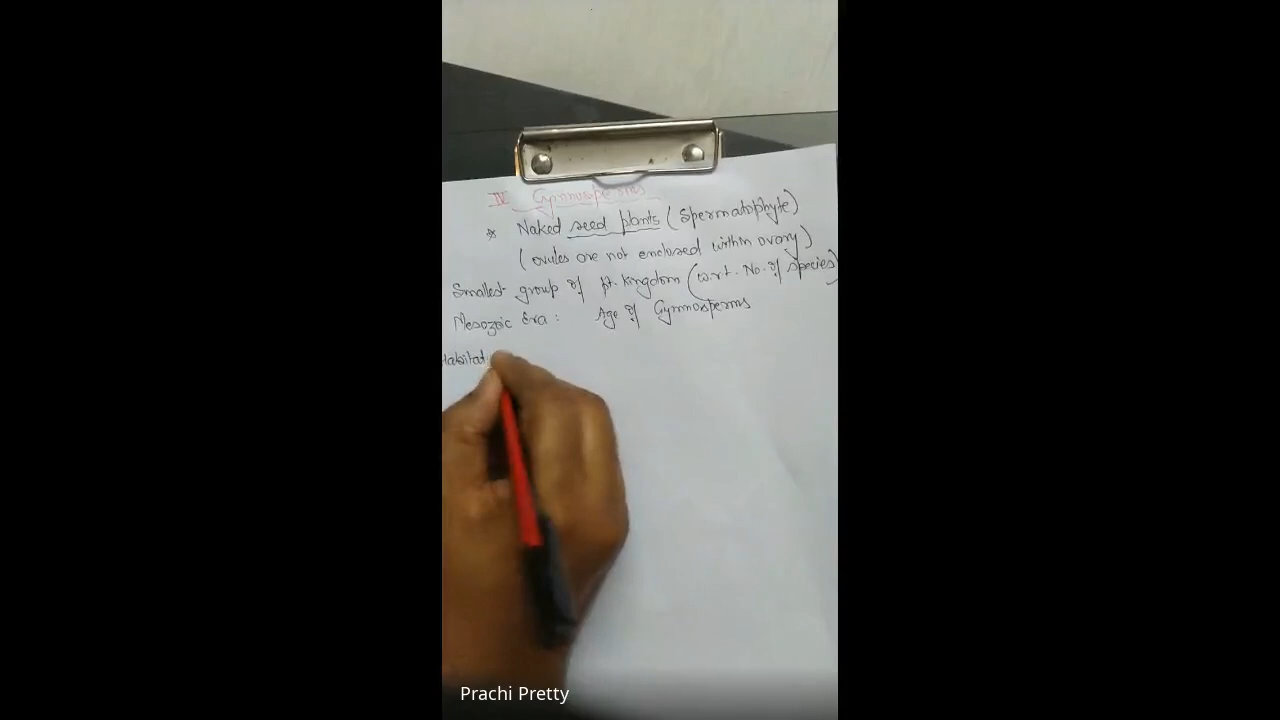 IV Gymnosperms
* Naked seed plants (Spermatophyte)
(ovules are not enclosed within ovary)
Smallest group of pt. kingdom (w.r.t. No. of species)
Mesozoic Era : Age of Gymnosperms
Habitat
Prachi Pretty